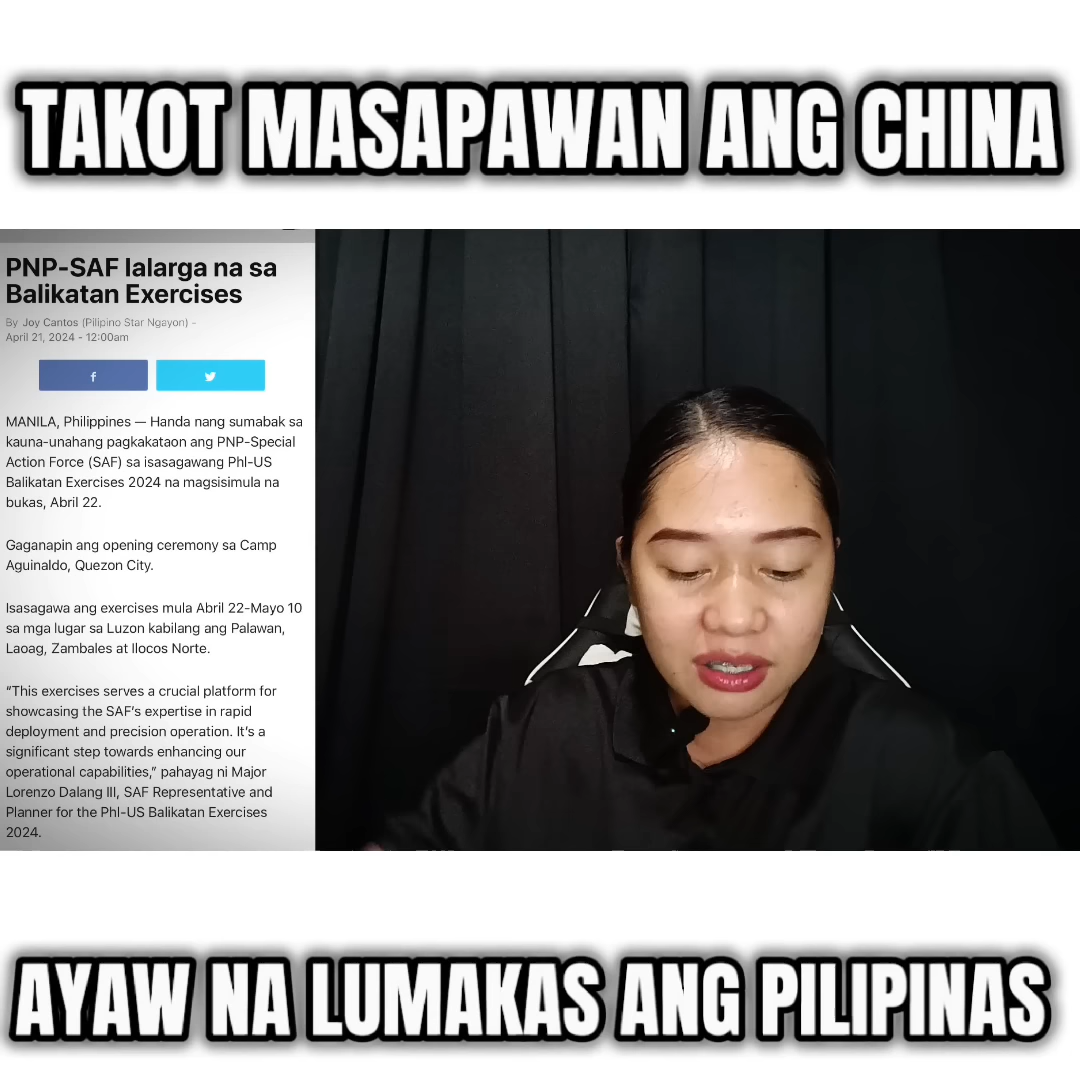 TAKOT MASAPAWAN ANG CHINA
PNP-SAF lalarga na sa
Balikatan Exercises
By Joy Cantos (Pilipino Star Ngayon) -
April 21, 2024 - 12:00am
MANILA, Philippines — Handa nang sumabak sa
kauna-unahang pagkakataon ang PNP-Special
Action Force (SAF) sa isasagawang Phl-US
Balikatan Exercises 2024 na magsisimula na
bukas, Abril 22.
Gaganapin ang opening ceremony sa Camp
Aguinaldo, Quezon City.
Isasagawa ang exercises mula Abril 22-Mayo 10
sa mga lugar sa Luzon kabilang ang Palawan,
Laoag, Zambales at Ilocos Norte.
“This exercises serves a crucial platform for
showcasing the SAF’s expertise in rapid
deployment and precision operation. It’s a
significant step towards enhancing our
operational capabilities,” pahayag ni Major
Lorenzo Dalang III, SAF Representative and
Planner for the Phl-US Balikatan Exercises
2024.
AYAW NA LUMAKAS ANG PILIPINAS